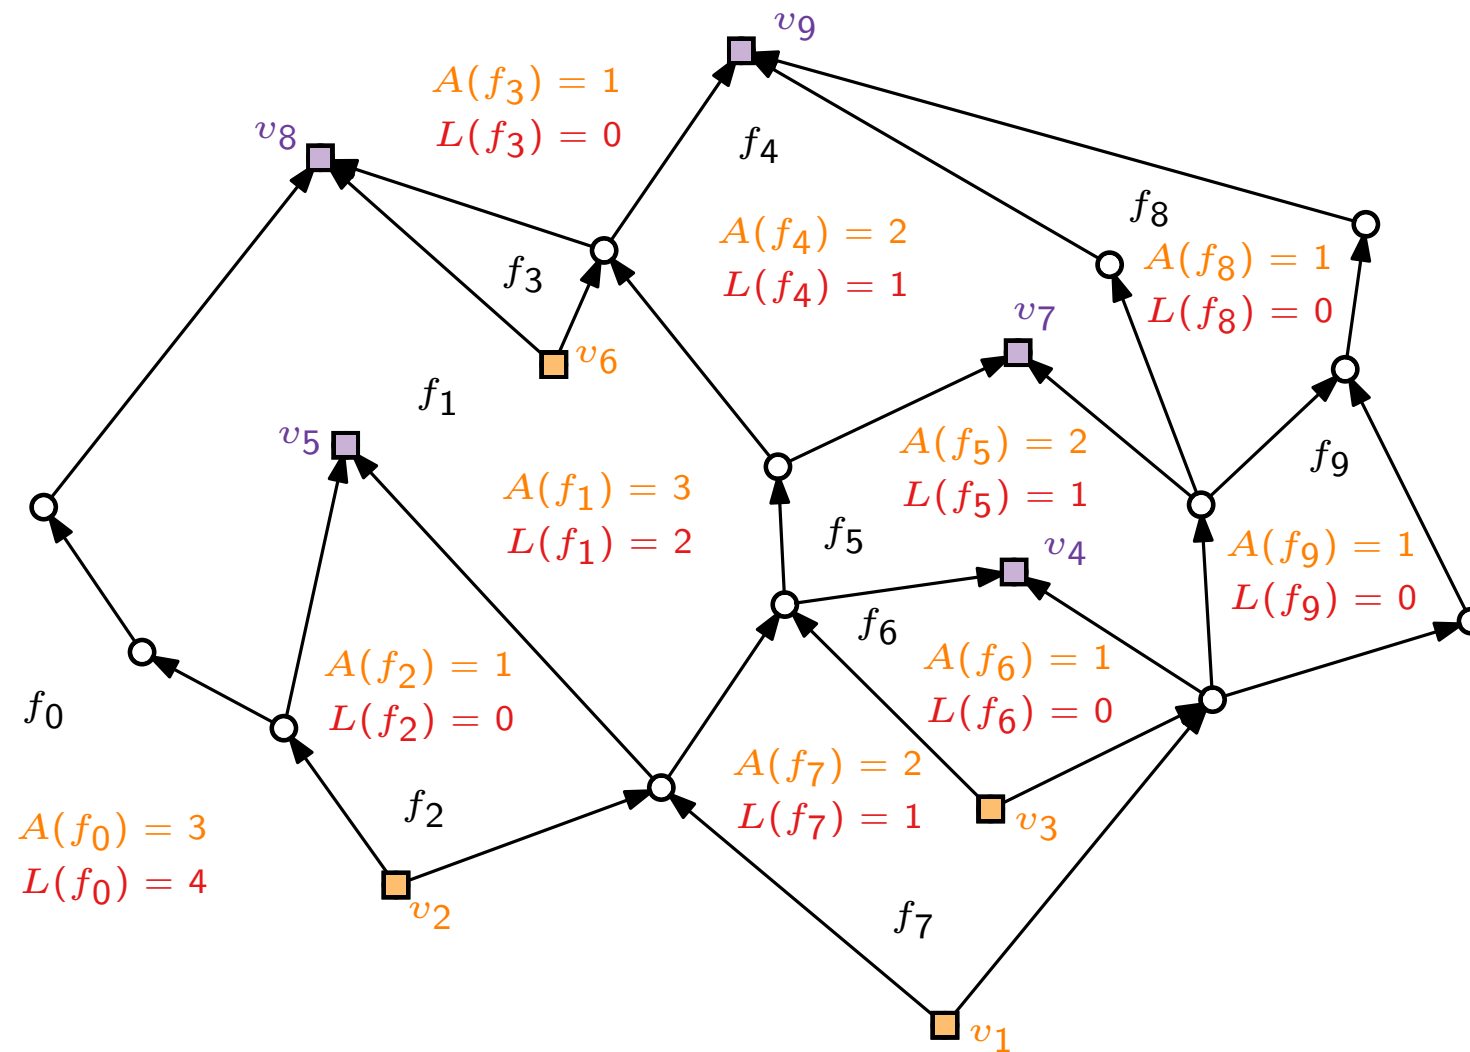 v₉
A(f₃) = 1
L(f₃) = 0
v₈
f₄
f₈
A(f₄) = 2
L(f₄) = 1
A(f₈) = 1
L(f₈) = 0
f₃
v₇
v₆
f₁
v₅
A(f₅) = 2
L(f₅) = 1
f₉
A(f₁) = 3
L(f₁) = 2
f₅
v₄
A(f₉) = 1
L(f₉) = 0
f₆
A(f₂) = 1
L(f₂) = 0
A(f₆) = 1
L(f₆) = 0
f₀
A(f₇) = 2
L(f₇) = 1
f₂
v₃
A(f₀) = 3
L(f₀) = 4
v₂
f₇
v₁